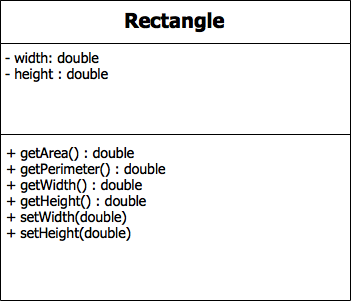 Rectangle
- width: double
- height : double
+ getArea() : double
+ getPerimeter() : double
+ getWidth() : double
+ getHeight() : double
+ setWidth(double)
+ setHeight(double)